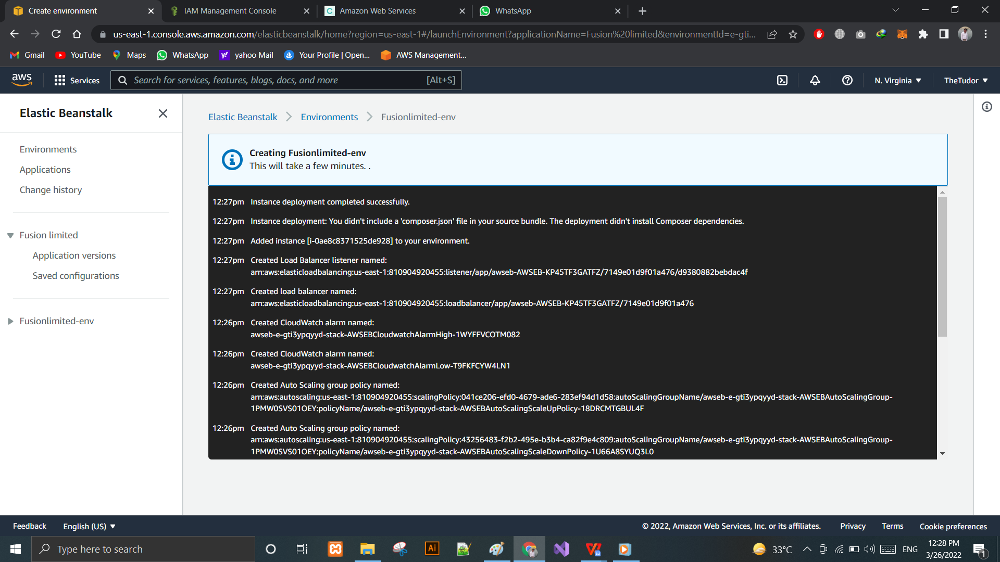 Create environment
IAM Management Console
Amazon Web Services
WhatsApp
us-east-1.console.aws.amazon.com/elasticbeanstalk/home?region=us-east-1#/launchEnvironment?applicationName=Fusion%20limited&environmentId=e-gti...
Gmail
YouTube
Maps
WhatsApp
yahoo Mail
Your Profile | Open...
AWS Management...
aws
Services
Search for services, features, blogs, docs, and more
[Alt+S]
N. Virginia
TheTudor
Elastic Beanstalk
Environments
Applications
Change history
Fusion limited
Application versions
Saved configurations
Fusionlimited-env
Elastic Beanstalk
Environments
Fusionlimited-env
Creating Fusionlimited-env
This will take a few minutes. .
12:27pm Instance deployment completed successfully.
12:27pm Instance deployment: You didn't include a 'composer.json' file in your source bundle. The deployment didn't install Composer dependencies.
12:27pm Added instance [i-0ae8c8371525de928] to your environment.
12:27pm Created Load Balancer listener named:
arn:aws:elasticloadbalancing:us-east-1:810904920455:listener/app/awseb-AWSEB-KP45TF3GATFZ/7149e01d9f01a476/d9380882bebdac4f
12:27pm Created load balancer named:
arn:aws:elasticloadbalancing:us-east-1:810904920455:loadbalancer/app/awseb-AWSEB-KP45TF3GATFZ/7149e01d9f01a476
12:26pm Created CloudWatch alarm named:
awseb-e-gti3ypqyyd-stack-AWSEBCloudwatchAlarmHigh-1WYFFVCOTM082
12:26pm Created CloudWatch alarm named:
awseb-e-gti3ypqyyd-stack-AWSEBCloudwatchAlarmLow-T9FKFCYW4LN1
12:26pm Created Auto Scaling group policy named:
arn:aws:autoscaling:us-east-1:810904920455:scalingPolicy:041ce206-efd0-4679-ade6-283ef94d1d58:autoScalingGroupName/awseb-e-gti3ypqyyd-stack-AWSEBAutoScalingGroup-
1PMW0SVS01OEY:policyName/awseb-e-gti3ypqyyd-stack-AWSEBAutoScalingScaleUpPolicy-18DRCMTGBUL4F
12:26pm Created Auto Scaling group policy named:
arn:aws:autoscaling:us-east-1:810904920455:scalingPolicy:43256483-f2b2-495e-b3b4-ca82f9e4c809:autoScalingGroupName/awseb-e-gti3ypqyyd-stack-AWSEBAutoScalingGroup-
1PMW0SVS01OEY:policyName/awseb-e-gti3ypqyyd-stack-AWSEBAutoScalingScaleDownPolicy-1U66A8SYUQ3L0
Feedback
English (US)
© 2022, Amazon Web Services, Inc. or its affiliates.
Privacy
Terms
Cookie preferences
Type here to search
Ai
33°C
ENG
12:28 PM
3/26/2022
1